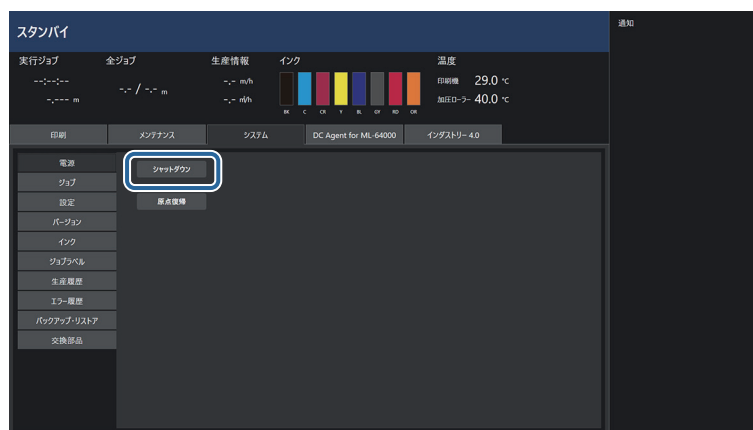 スタンバイ
通知
実行ジョブ 全ジョブ 生産情報 インク 温度
--:--:-- -.- / -.- m -.- m/h 印刷機 29.0 ℃
-.--- m -.- ㎡/h 加圧ローラー 40.0 ℃
BK C CR Y BL GY RD OR
印刷 メンテナンス システム DC Agent for ML-64000 インダストリー 4.0
電源 シャットダウン
ジョブ
設定 原点復帰
バージョン
インク
ジョブラベル
生産履歴
エラー履歴
バックアップ・リストア
交換部品